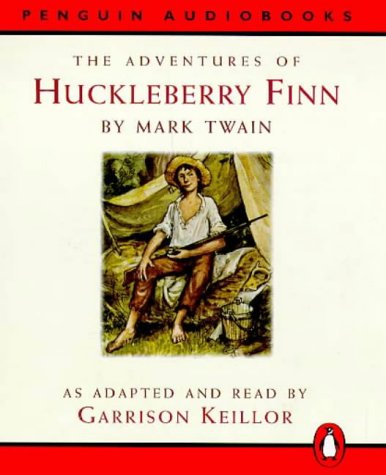 PENGUIN AUDIOBOOKS
THE ADVENTURES OF
HUCKLEBERRY FINN
BY MARK TWAIN
AS ADAPTED AND READ BY
GARRISON KEILLOR